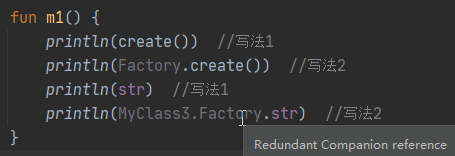 fun m1() {
    println(create())  //写法1
    println(Factory.create())  //写法2
    println(str)  //写法1
    println(MyClass3.Factory.str)  //写法2
}
Redundant Companion reference